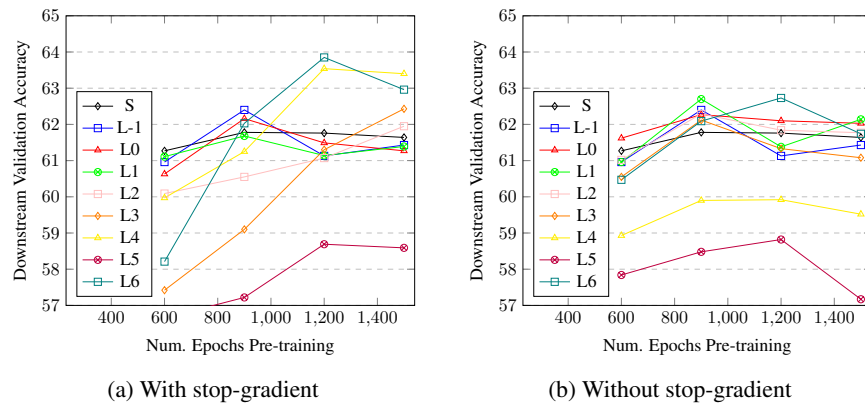 65
64
63
62
61
60
59
58
57
Downstream Validation Accuracy
S
L-1
L0
L1
L2
L3
L4
L5
L6
400 600 800 1,000 1,200 1,400
Num. Epochs Pre-training
(a) With stop-gradient
65
64
63
62
61
60
59
58
57
Downstream Validation Accuracy
S
L-1
L0
L1
L2
L3
L4
L5
L6
400 600 800 1,000 1,200 1,400
Num. Epochs Pre-training
(b) Without stop-gradient